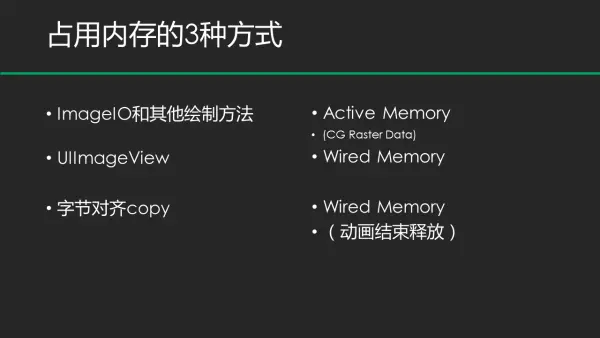 占用内存的3种方式
• ImageIO和其他绘制方法
• Active Memory
• (CG Raster Data)
• UIImageView
• Wired Memory
• 字节对齐copy
• Wired Memory
• （动画结束释放）